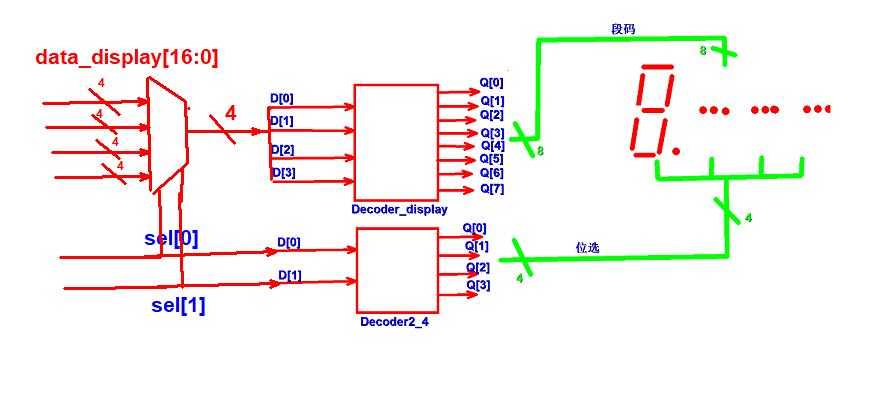 段码
data_display[16:0]
8
4
4
4
4
4
D[0]
D[1]
D[2]
D[3]
Q[0]
Q[1]
Q[2]
Q[3]
Q[4]
Q[5]
Q[6]
Q[7]
8
Decoder_display
sel[0]
sel[1]
D[0]
D[1]
Q[0]
Q[1]
Q[2]
Q[3]
4
位选
4
Decoder2_4